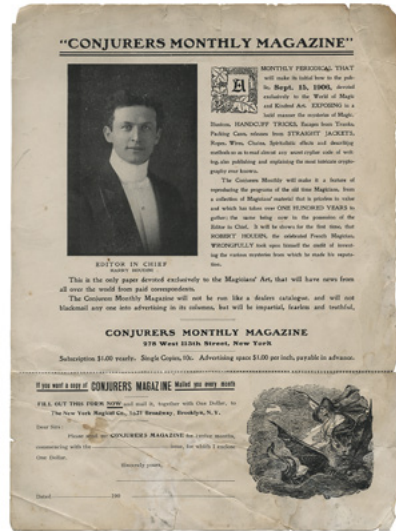 "CONJURERS MONTHLY MAGAZINE"
A MONTHLY PERIODICAL THAT
will make its initial bow to the pub-
lic, Sept. 15, 1906, devoted
exclusively to the World of Magic
and Kindred Art. EXPOSING in a
bold manner the mysteries of Magic,
Illusions, HANDCUFF TRICKS, Escapes from Trunks,
Packing Cases, releases from STRAIGHT JACKETS,
Ropes, Wires, Chains, Spiritualistic effects and describing
methods so as to read almost any secret cipher code of writ-
ing, also publishing and explaining the most intricate crypto-
graphy ever known.
The Conjurers Monthly will make it a feature of
reproducing the programs of the old time Magicians, from
a collection of Magicians' material that is priceless in value
and which has taken over ONE HUNDRED YEARS to
gather; the same being now in the possession of the
Editor in Chief. It will be shown for the first time, that
ROBERT HOUDIN, the celebrated French Magician,
WRONGFULLY took upon himself the credit of invent-
ing the various mysteries from which he made his reputa-
tion.
EDITOR IN CHIEF
HARRY HOUDINI
This is the only paper devoted exclusively to the Magicians' Art, that will have news from
all over the world from paid correspondents.
The Conjurers Monthly Magazine will not be run like a dealers catalogue, and will not
blackmail any one into advertising in its columns, but will be impartial, fearless and truthful.
CONJURERS MONTHLY MAGAZINE
278 West 113th Street, New York
Subscription $1.00 yearly. Single Copies, 10c. Advertising space $1.00 per inch, payable in advance.
If you want a copy of CONJURERS MAGAZINE Mailed you every month
FILL OUT THIS FORM NOW and mail it, together with One Dollar, to
The New York Magical Co., Broadway, Brooklyn, N. Y.
Dear Sirs:
Please send me CONJURERS MAGAZINE for twelve months,
commencing with the issue, for which I enclose
One Dollar.
Sincerely yours,
Dated 190